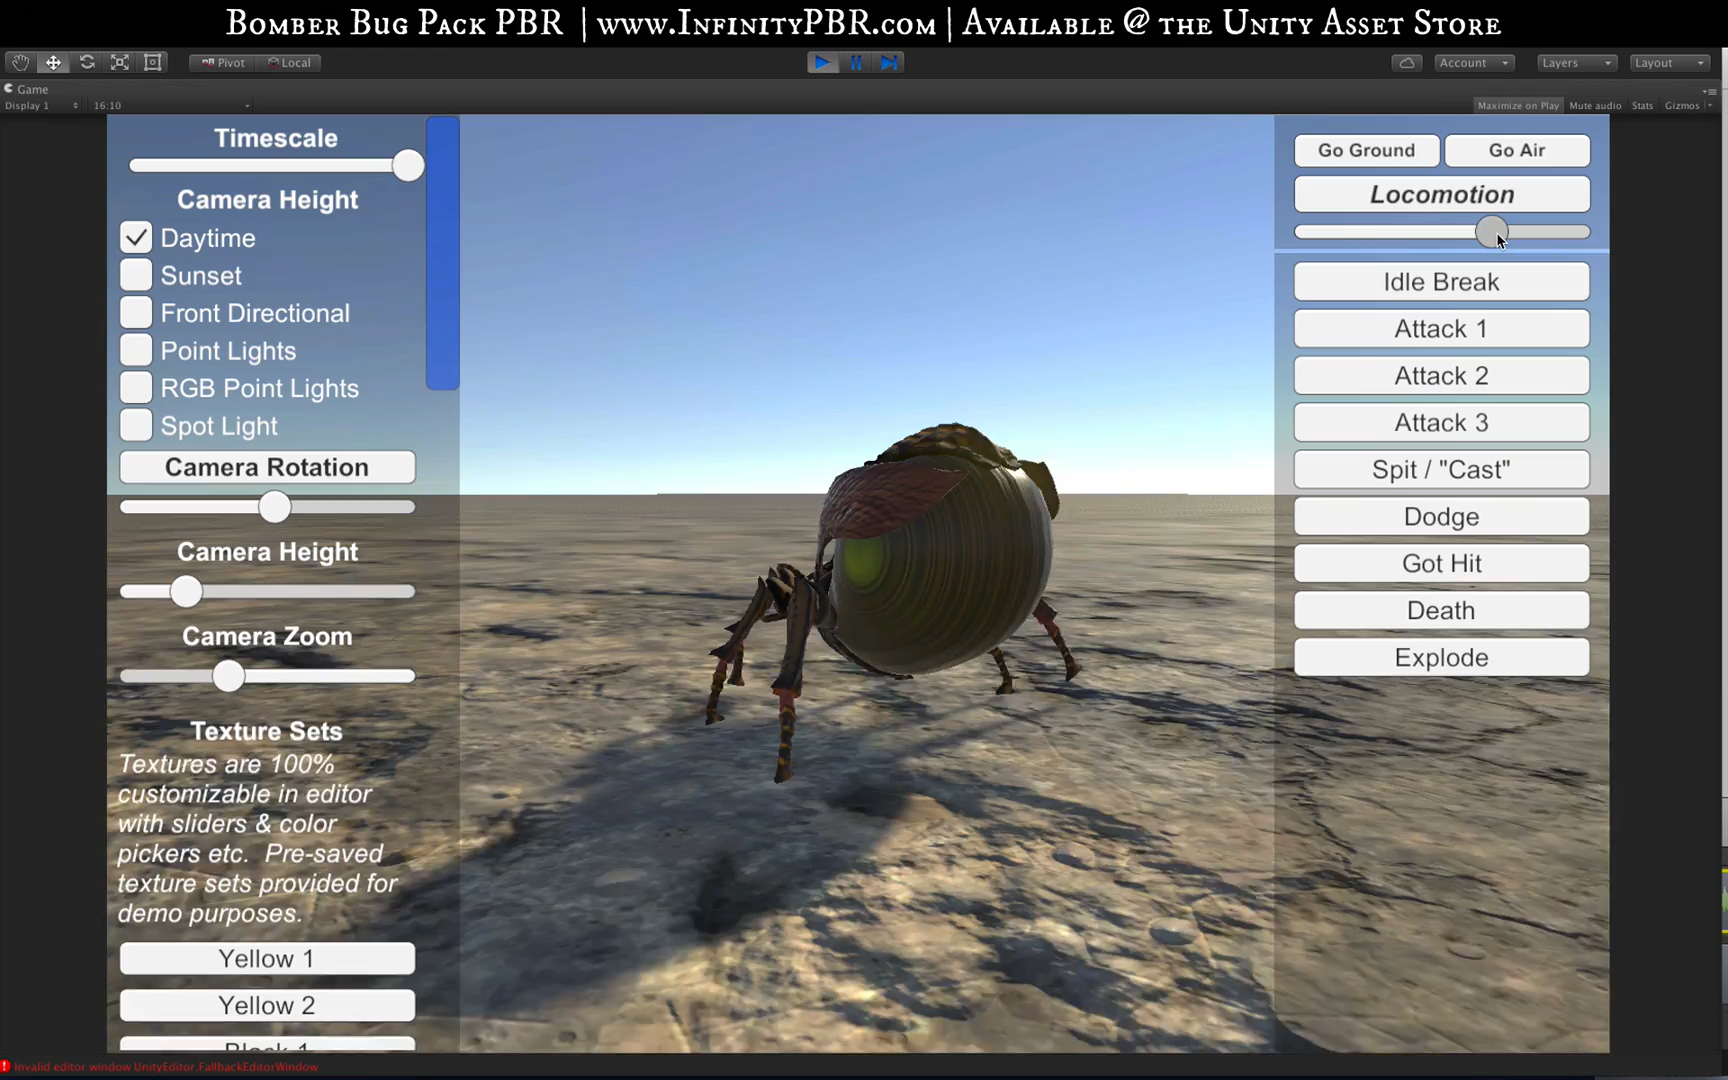 Bomber Bug Pack PBR | www.InfinityPBR.com | Available @ the Unity Asset Store
Pivot
Local
Account
Layers
Layout
Game
Display 1
16:10
Maximize on Play
Mute audio
Stats
Gizmos
Timescale
Camera Height
Daytime
Sunset
Front Directional
Point Lights
RGB Point Lights
Spot Light
Camera Rotation
Camera Height
Camera Zoom
Texture Sets
Textures are 100%
customizable in editor
with sliders & color
pickers etc. Pre-saved
texture sets provided for
demo purposes.
Yellow 1
Yellow 2
Black 1
Go Ground
Go Air
Locomotion
Idle Break
Attack 1
Attack 2
Attack 3
Spit / "Cast"
Dodge
Got Hit
Death
Explode
Invalid editor window UnityEditor.FallbackEditorWindow